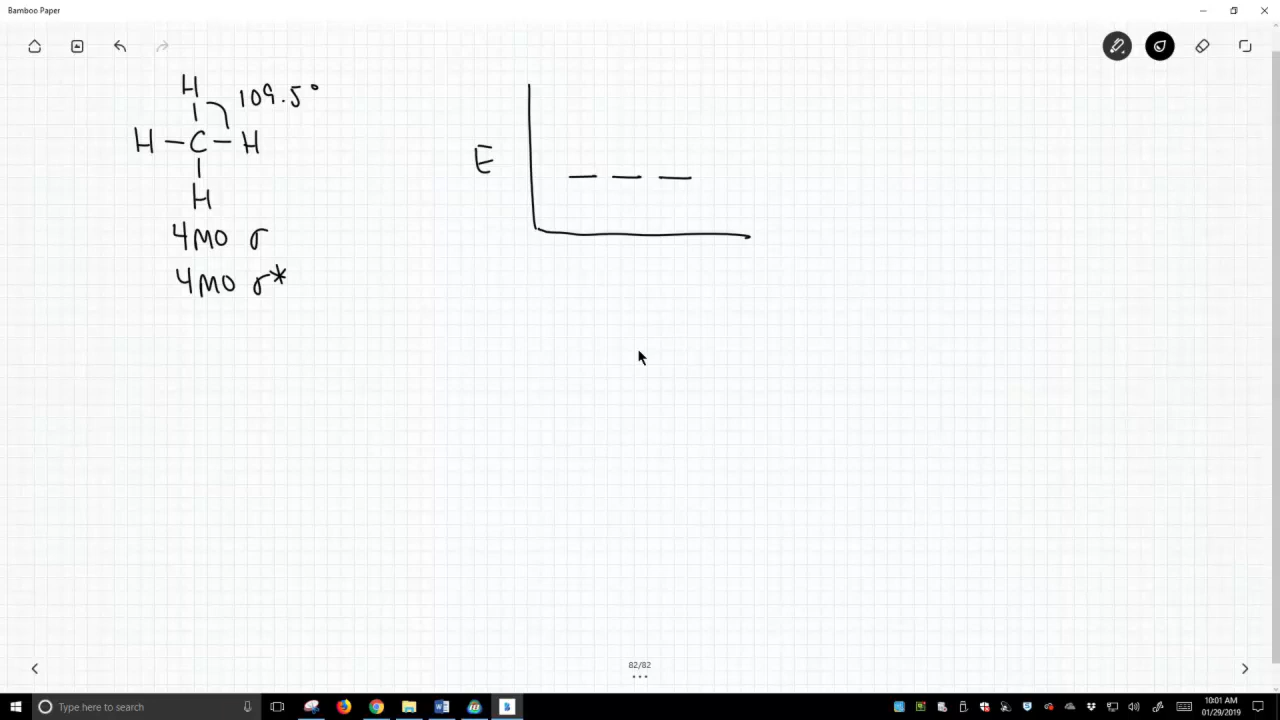 Bamboo Paper
H
109.5°
H - C - H
H
4MO σ
4MO σ*
E
82/82
Type here to search
10:01 AM
01/29/2019